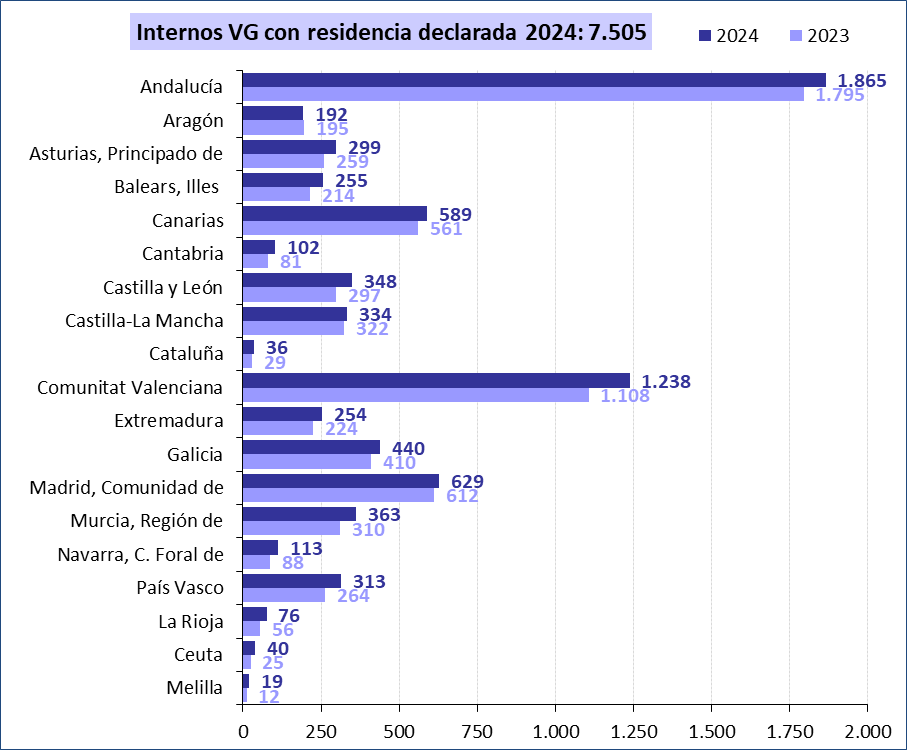 Internos VG con residencia declarada 2024: 7.505
2024
2023
Andalucía
1.865
1.795
Aragón
192
195
Asturias, Principado de
299
259
Balears, Illes
255
214
Canarias
589
561
Cantabria
102
81
Castilla y León
348
297
Castilla-La Mancha
334
322
Cataluña
36
29
Comunitat Valenciana
1.238
1.108
Extremadura
254
224
Galicia
440
410
Madrid, Comunidad de
629
612
Murcia, Región de
363
310
Navarra, C. Foral de
113
88
País Vasco
313
264
La Rioja
76
56
Ceuta
40
25
Melilla
19
12
0 250 500 750 1.000 1.250 1.500 1.750 2.000